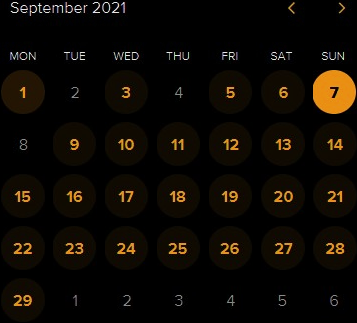 September 2021
MON TUE WED THU FRI SAT SUN
1 2 3 4 5 6 7
8 9 10 11 12 13 14
15 16 17 18 19 20 21
22 23 24 25 26 27 28
29 1 2 3 4 5 6